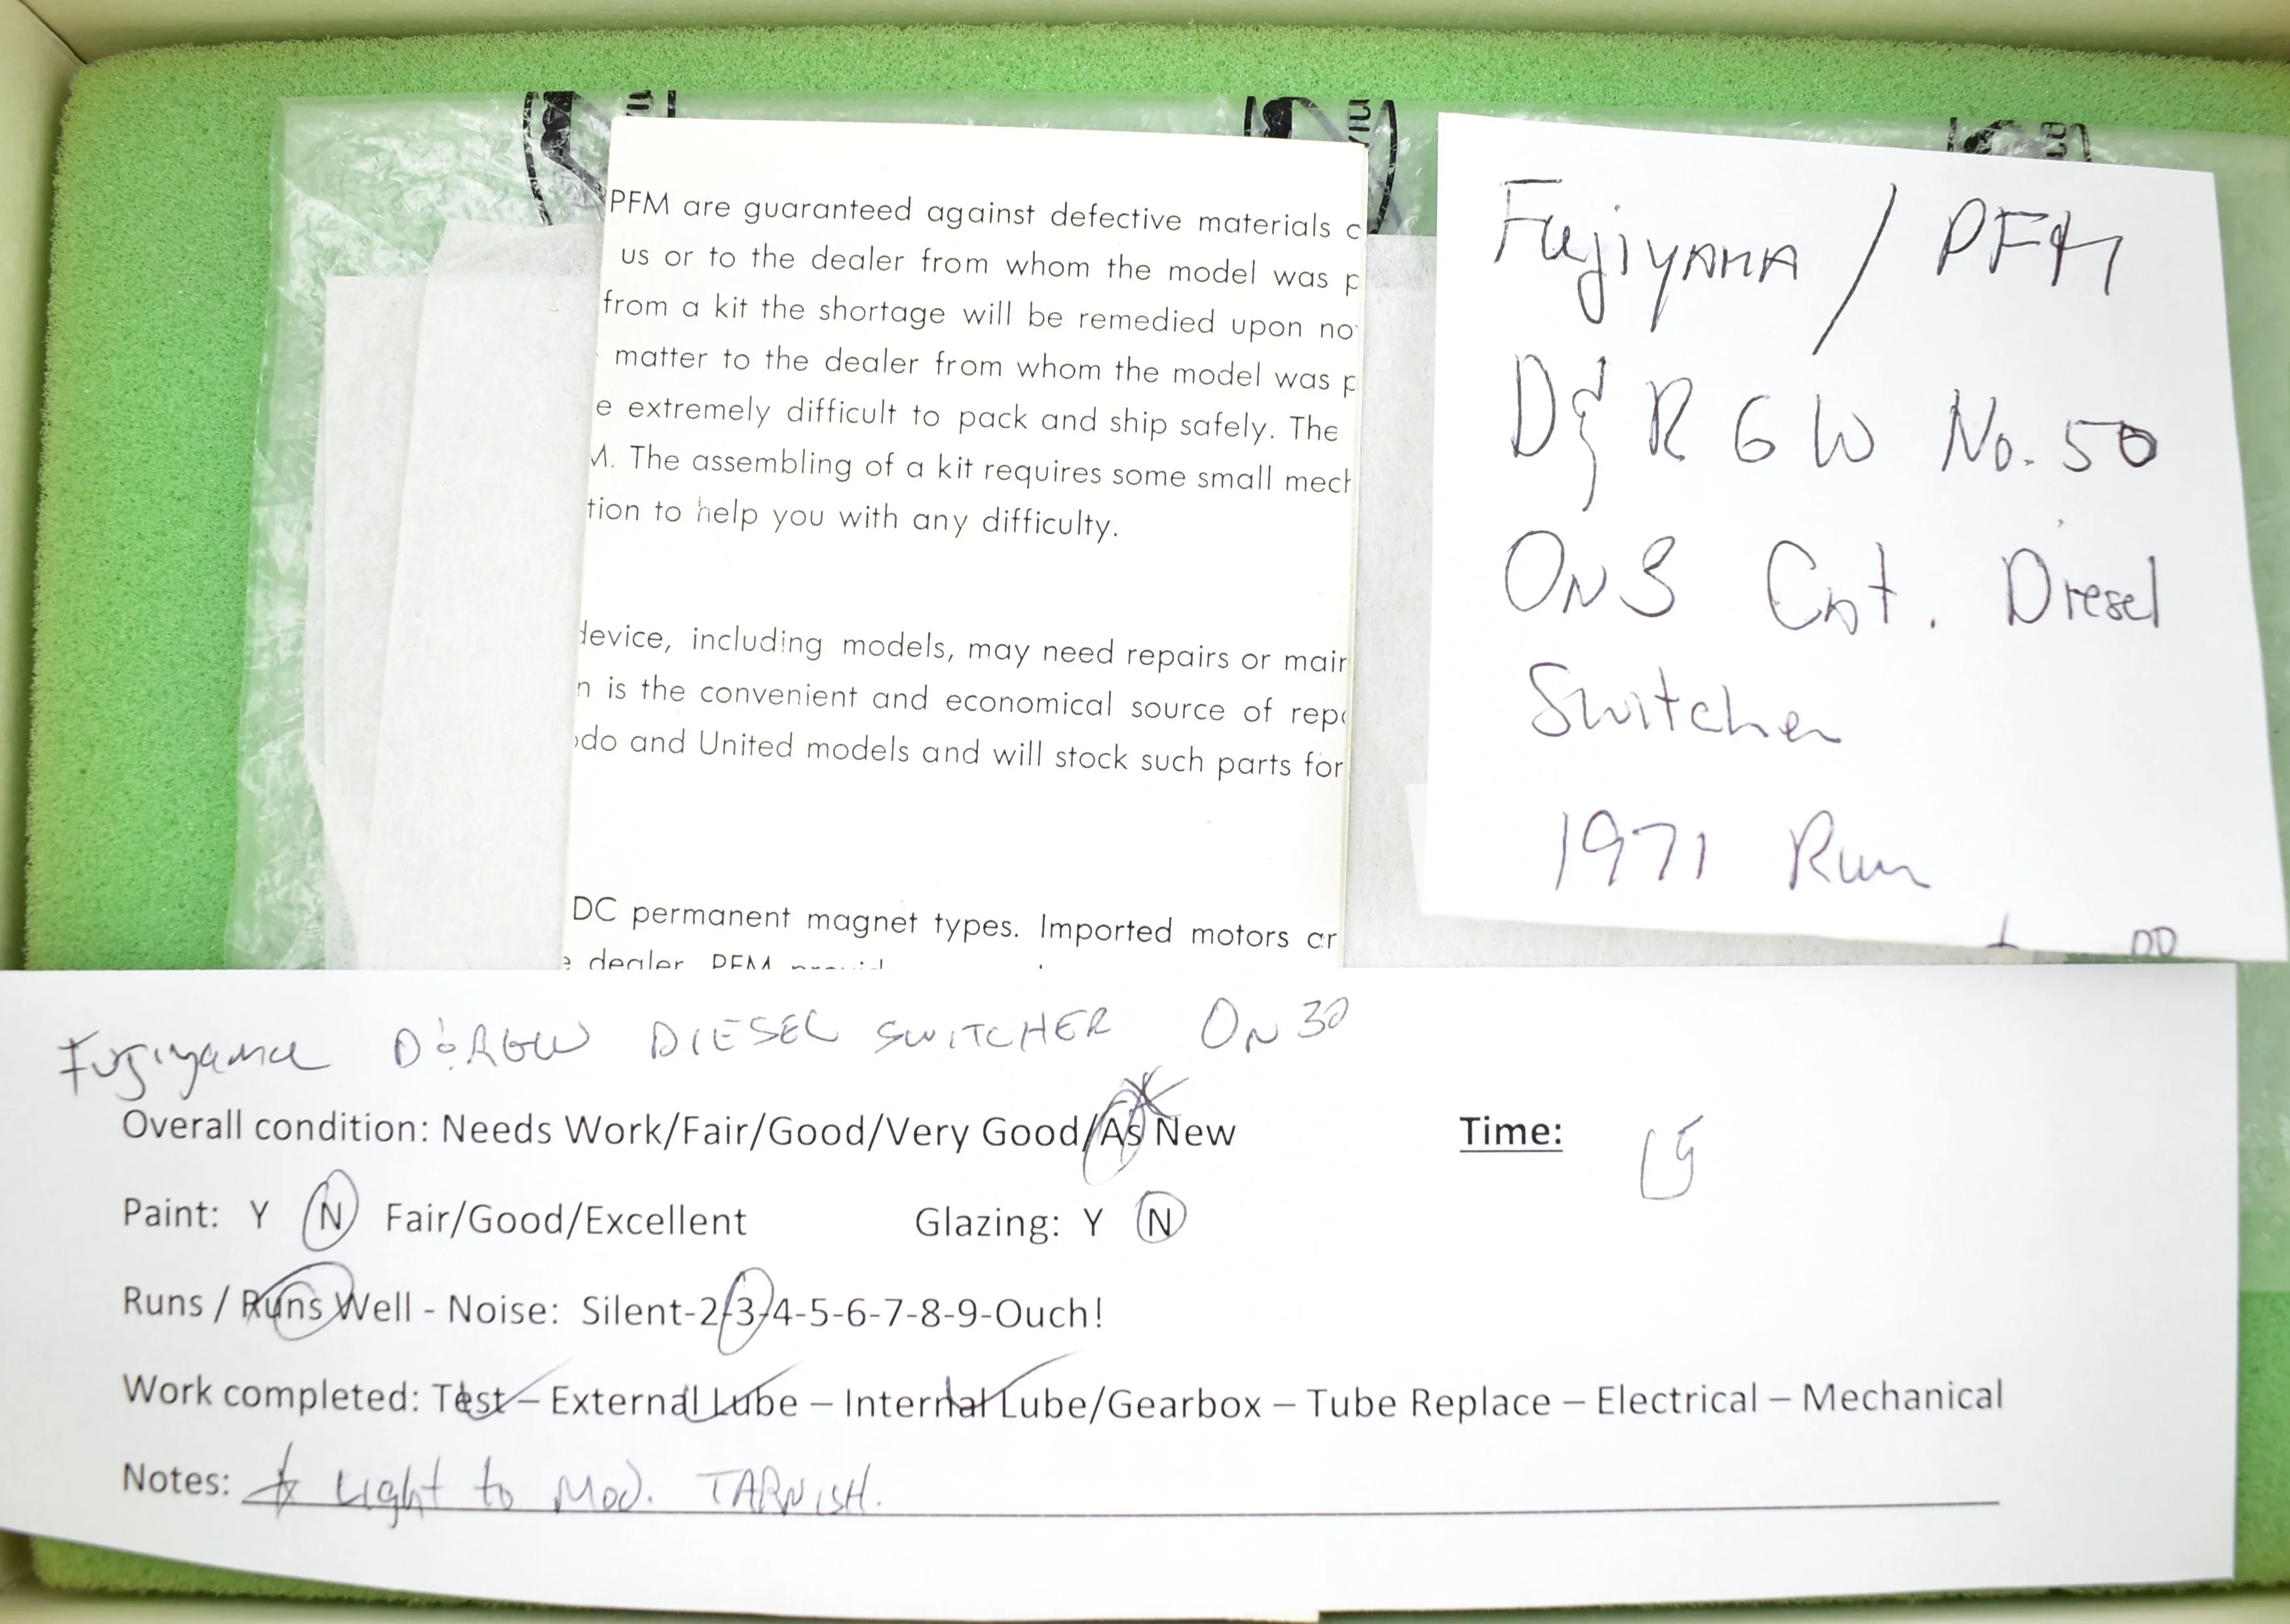 PFM are guaranteed against defective materials
us or to the dealer from whom the model was
from a kit the shortage will be remedied upon
matter to the dealer from whom the model was
extremely difficult to pack and ship safely. The
The assembling of a kit requires some small
to help you with any difficulty.
including models, may need repairs or
is the convenient and economical source of
and United models and will stock such parts for
DC permanent magnet types. Imported motors
dealer PFM
Fujiyama / PFM
D&RGW No. 50
On3 Cnt. Diesel
Switcher
1971 Run
Fujiyama D&RGW DIESEL SWITCHER On30
Overall condition: Needs Work/Fair/Good/Very Good/As New
Time: 15
Paint: Y N Fair/Good/Excellent Glazing: Y N
Runs / Runs Well - Noise: Silent-2-3-4-5-6-7-8-9-Ouch!
Work completed: Test – External Lube – Internal Lube/Gearbox – Tube Replace – Electrical – Mechanical
Notes: * Light to Mod. TARNISH.